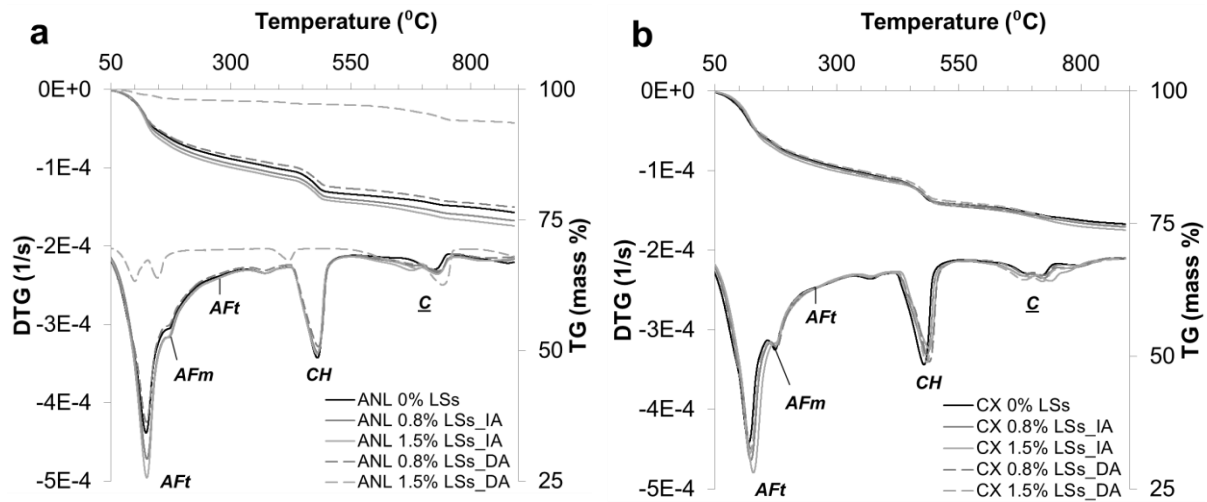 a
Temperature (⁰C)
50 300 550 800
0E+0
-1E-4
-2E-4
-3E-4
-4E-4
-5E-4
DTG (1/s)
100
75
50
25
TG (mass %)
AFt
AFm
CH
C
AFt
ANL 0% LSs
ANL 0.8% LSs_IA
ANL 1.5% LSs_IA
ANL 0.8% LSs_DA
ANL 1.5% LSs_DA
b
Temperature (⁰C)
50 300 550 800
0E+0
-1E-4
-2E-4
-3E-4
-4E-4
-5E-4
DTG (1/s)
100
75
50
25
TG (mass %)
AFt
AFm
CH
C
AFt
CX 0% LSs
CX 0.8% LSs_IA
CX 1.5% LSs_IA
CX 0.8% LSs_DA
CX 1.5% LSs_DA